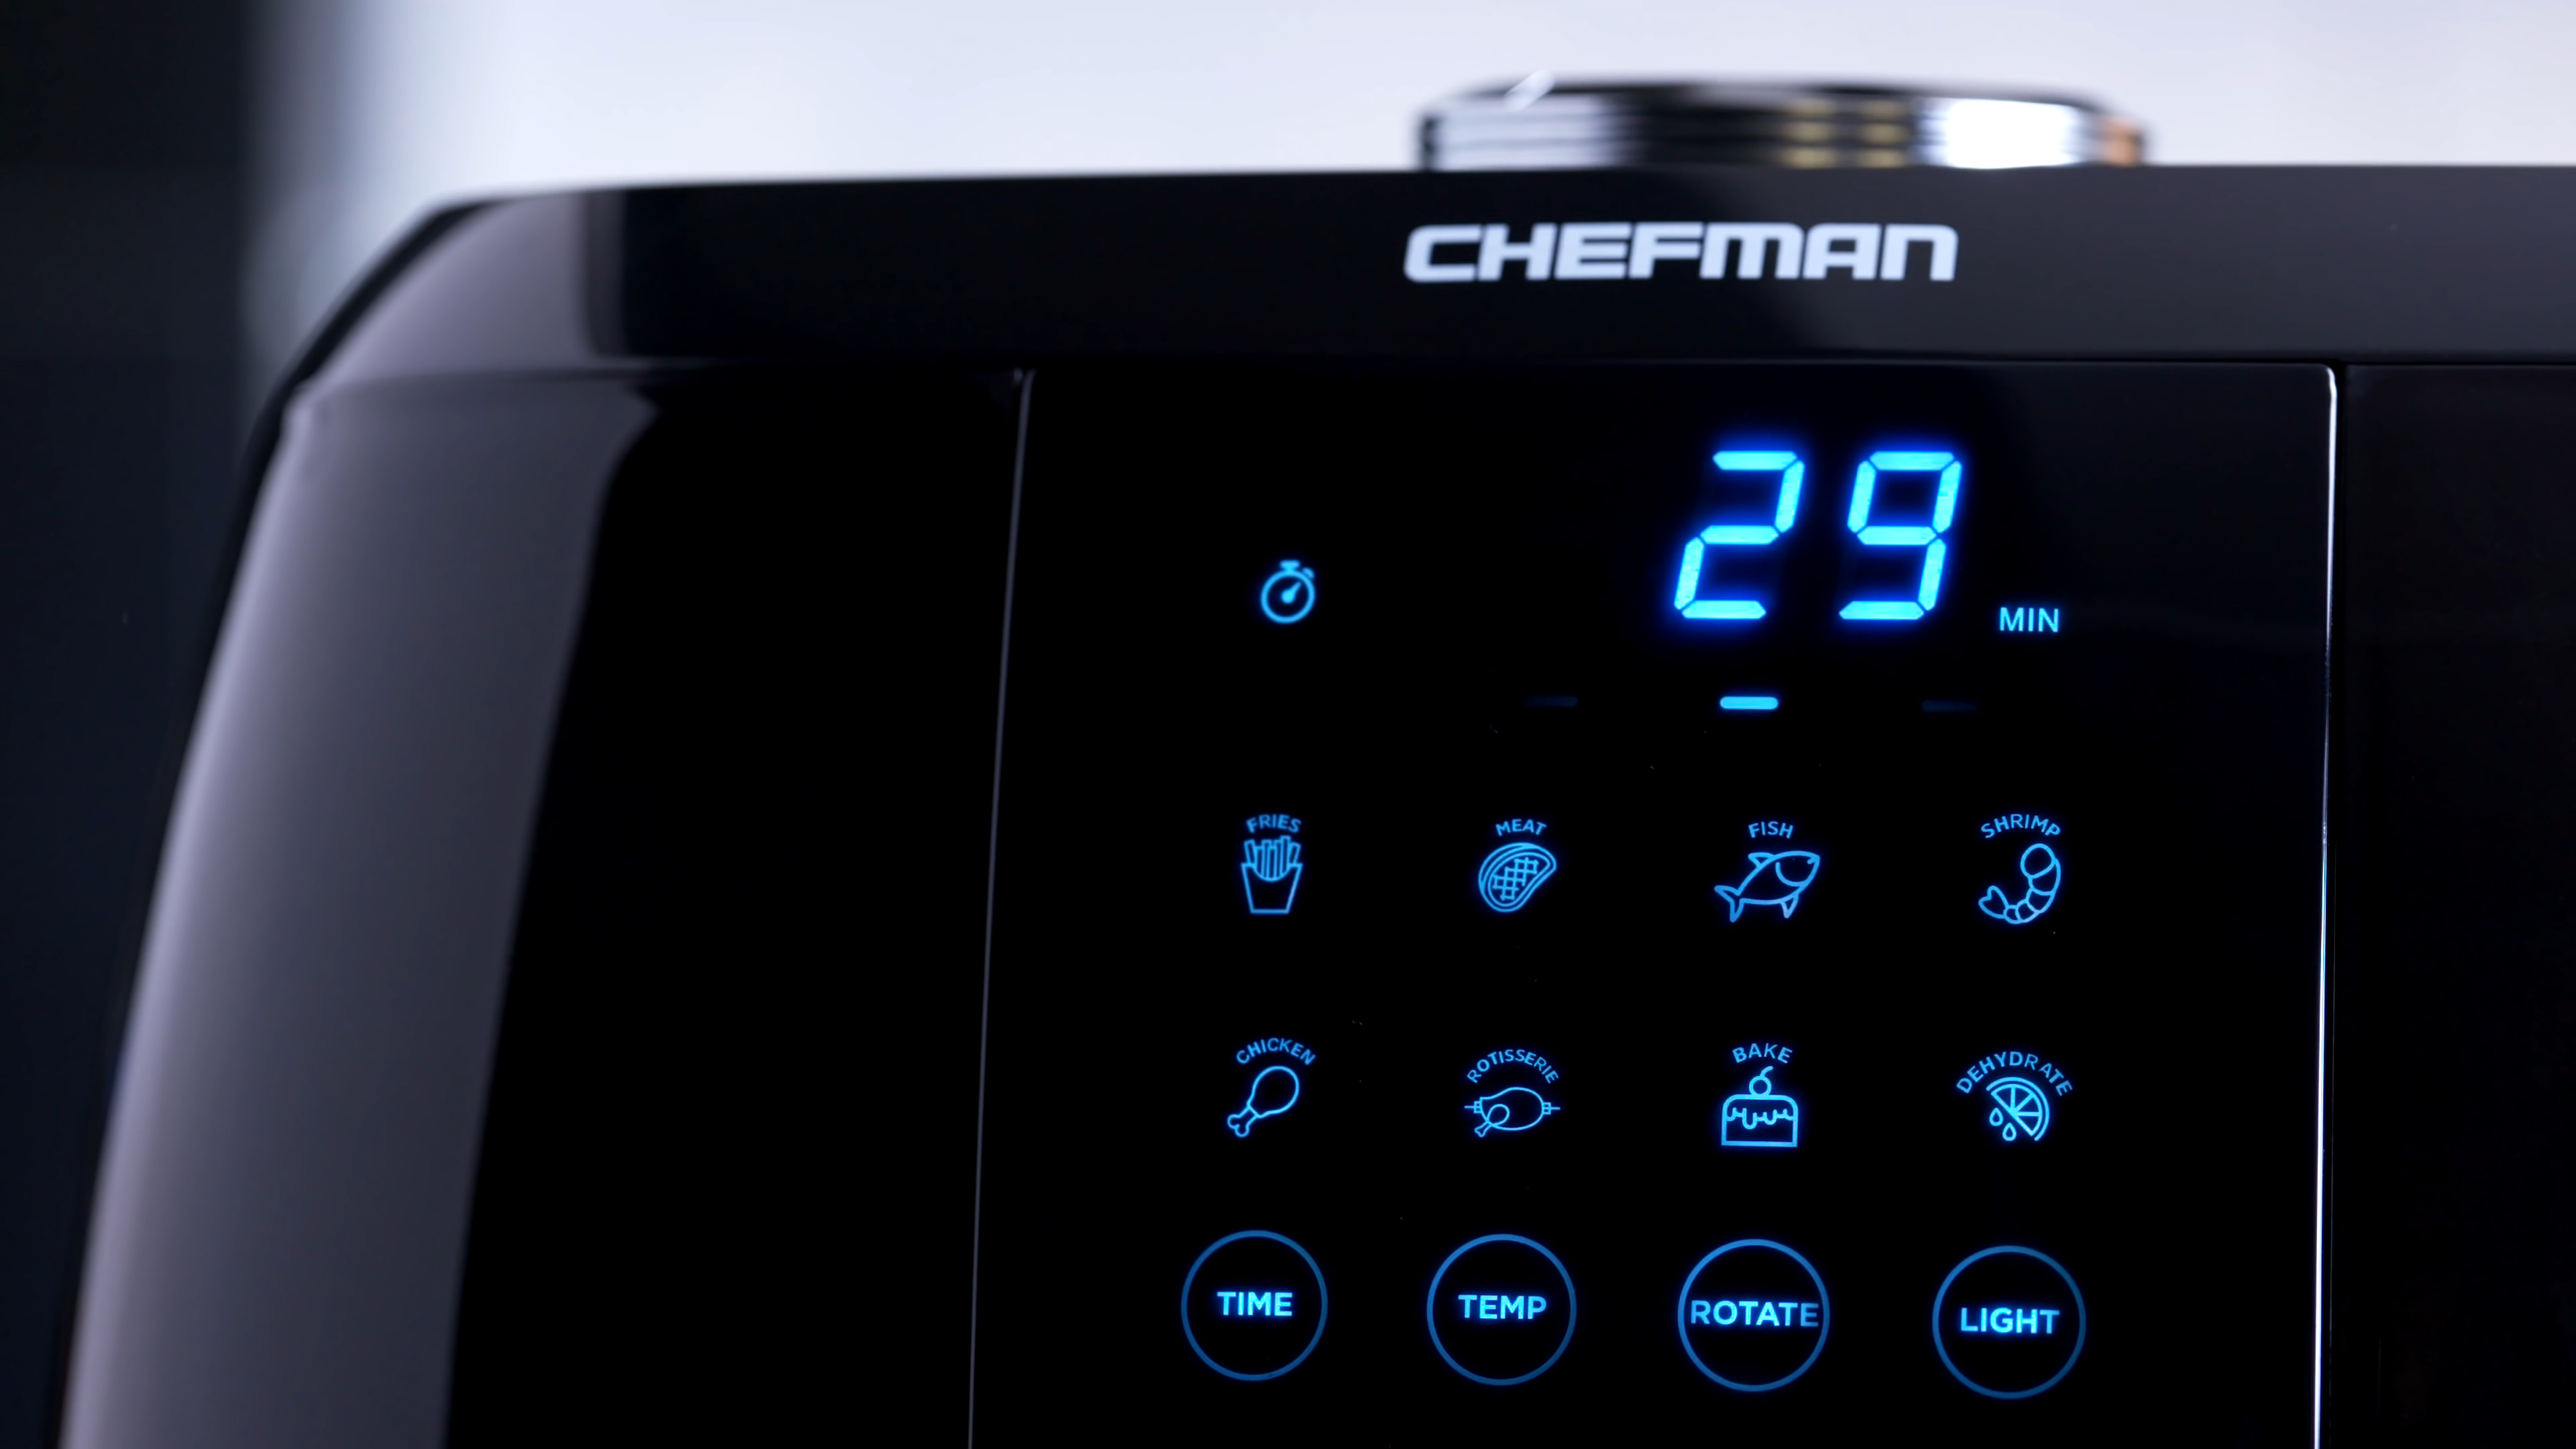 CHEFMAN
29 MIN
FRIES MEAT FISH SHRIMP
CHICKEN ROTISSERIE BAKE DEHYDRATE
TIME TEMP ROTATE LIGHT